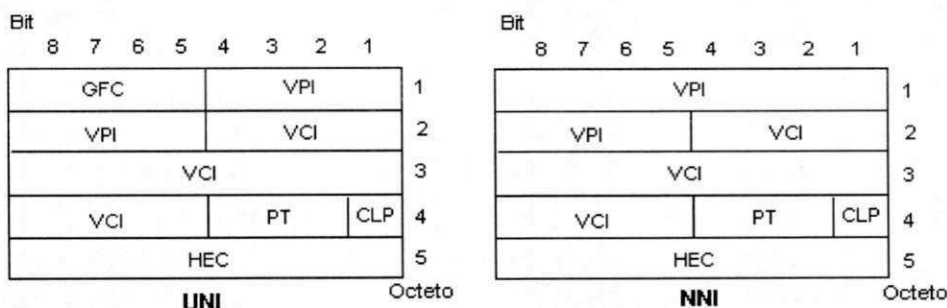 Bit
8 7 6 5 4 3 2 1
GFC VPI 1
VPI VCI 2
VCI 3
VCI PT CLP 4
HEC 5
UNI Octeto
Bit
8 7 6 5 4 3 2 1
VPI 1
VPI VCI 2
VCI 3
VCI PT CLP 4
HEC 5
NNI Octeto